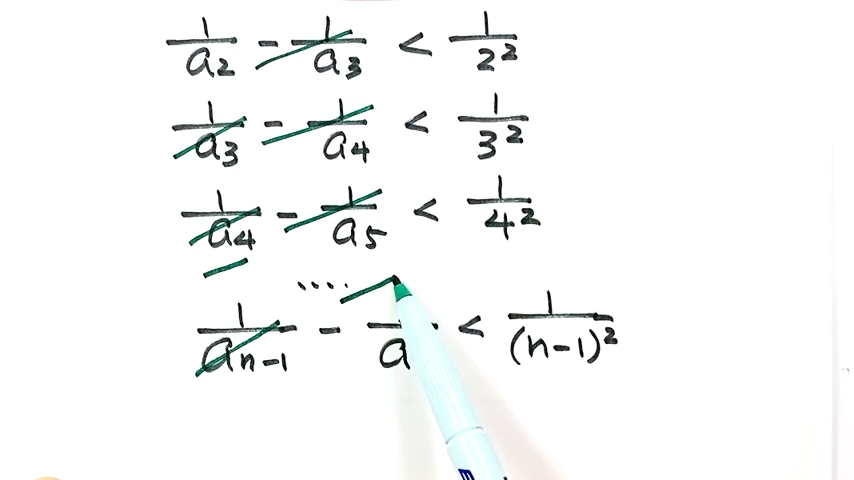 1/a₂ - 1/a₃ < 1/2²
1/a₃ - 1/a₄ < 1/3²
1/a₄ - 1/a₅ < 1/4²
....
1/aₙ₋₁ - 1/a < 1/(n-1)²
E